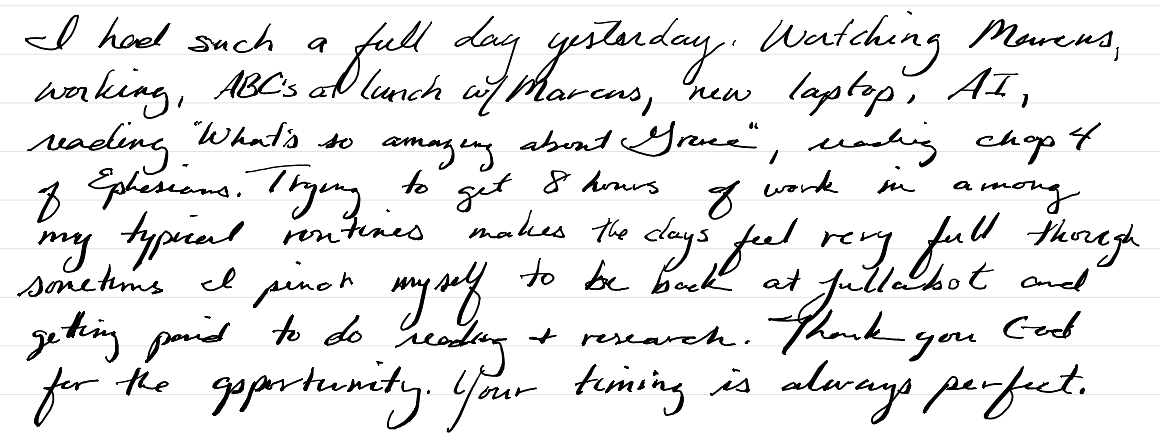 I had such a full day yesterday. Watching Marcus,
working, ABC's at lunch w/ Marcus, new laptop, AI,
reading "What's so amazing about Grace", reading chap 4
of Ephesians. Trying to get 8 hours of work in among
my typical routines makes the days feel very full though
sometims I pinch myself to be back at fullabot and
getting paid to do reading + research. Thank you God
for the opportunity. Your timing is always perfect.